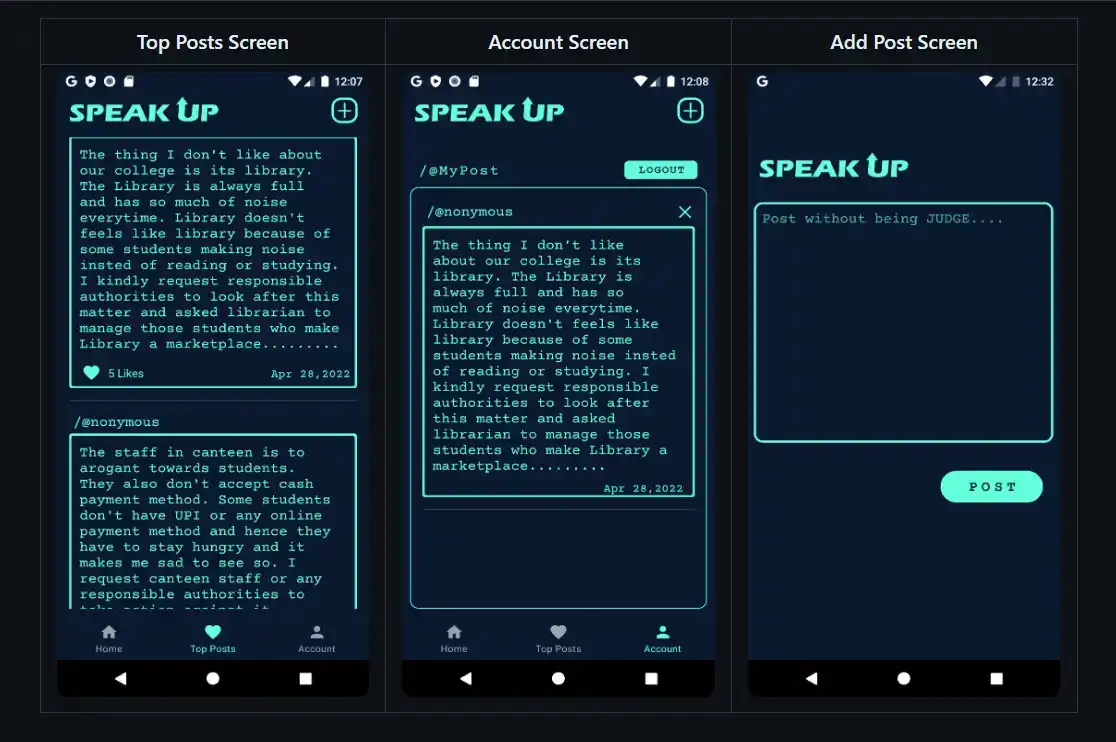 Top Posts Screen
Account Screen
Add Post Screen
12:07
SPEAK UP
The thing I don't like about
our college is its library.
The Library is always full
and has so much of noise
everytime. Library doesn't
feels like library because of
some students making noise
insted of reading or studying.
I kindly request responsible
authorities to look after this
matter and asked librarian to
manage those students who make
Library a marketplace.........
5 Likes
Apr 28,2022
/@nonymous
The staff in canteen is to
arogant towards students.
They also don't accept cash
payment method. Some students
don't have UPI or any online
payment method and hence they
have to stay hungry and it
makes me sad to see so. I
request canteen staff or any
responsible authorities to
take action against it
Home
Top Posts
Account
12:08
SPEAK UP
/@MyPost
LOGOUT
/@nonymous
The thing I don't like
about our college is its
library. The Library is
always full and has so
much of noise everytime.
Library doesn't feels like
library because of some
students making noise insted
of reading or studying. I
kindly request responsible
authorities to look after
this matter and asked
librarian to manage those
students who make Library a
marketplace.........
Apr 28,2022
Home
Top Posts
Account
G
12:32
SPEAK UP
Post without being JUDGE....
POST